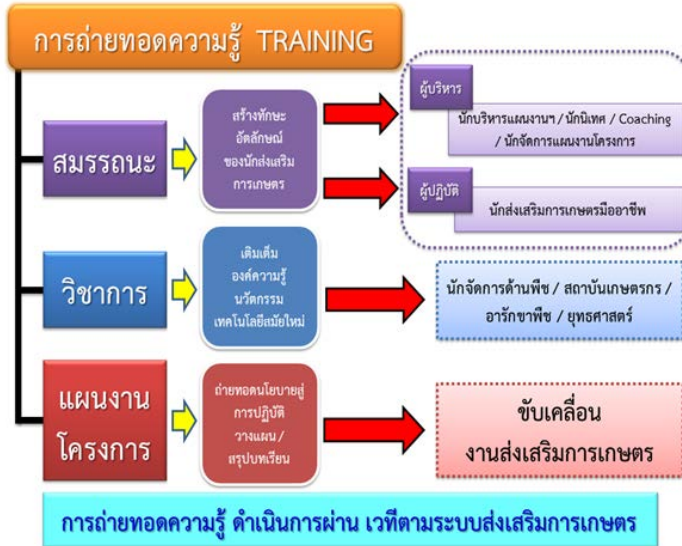 การถ่ายทอดความรู้ TRAINING
สมรรถนะ
สร้างทักษะ
อัตลักษณ์
ของนักส่งเสริม
การเกษตร
ผู้บริหาร
นักบริหารแผนงานฯ / นักนิเทศ / Coaching
/ นักจัดการแผนงานโครงการ
ผู้ปฏิบัติ
นักส่งเสริมการเกษตรมืออาชีพ
วิชาการ
เติมเต็ม
องค์ความรู้
นวัตกรรม
เทคโนโลยีสมัยใหม่
นักจัดการด้านพืช / สถาบันเกษตรกร /
อารักขาพืช / ยุทธศาสตร์
แผนงาน
โครงการ
ถ่ายทอดนโยบายสู่
การปฏิบัติ
วางแผน /
สรุปบทเรียน
ขับเคลื่อน
งานส่งเสริมการเกษตร
การถ่ายทอดความรู้ ดำเนินการผ่าน เวทีตามระบบส่งเสริมการเกษตร